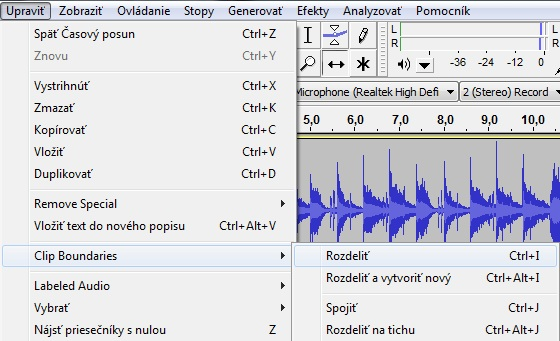 Upraviť Zobraziť Ovládanie Stopy Generovať Efekty Analyzovať Pomocník
Späť Časový posun Ctrl+Z
Znovu Ctrl+Y
Vystrihnúť Ctrl+X
Zmazať Ctrl+K
Kopírovať Ctrl+C
Vložiť Ctrl+V
Duplikovať Ctrl+D
Remove Special
Vložiť text do nového popisu Ctrl+Alt+V
Clip Boundaries
Labeled Audio
Vybrať
Nájsť priesečníky s nulou Z
L
R
-36 -24 -12 0
Microphone (Realtek High Defi 2 (Stereo) Record
5,0 6,0 7,0 8,0 9,0 10,0
Rozdeliť Ctrl+I
Rozdeliť a vytvoriť nový Ctrl+Alt+I
Spojiť Ctrl+J
Rozdeliť na tichu Ctrl+Alt+J